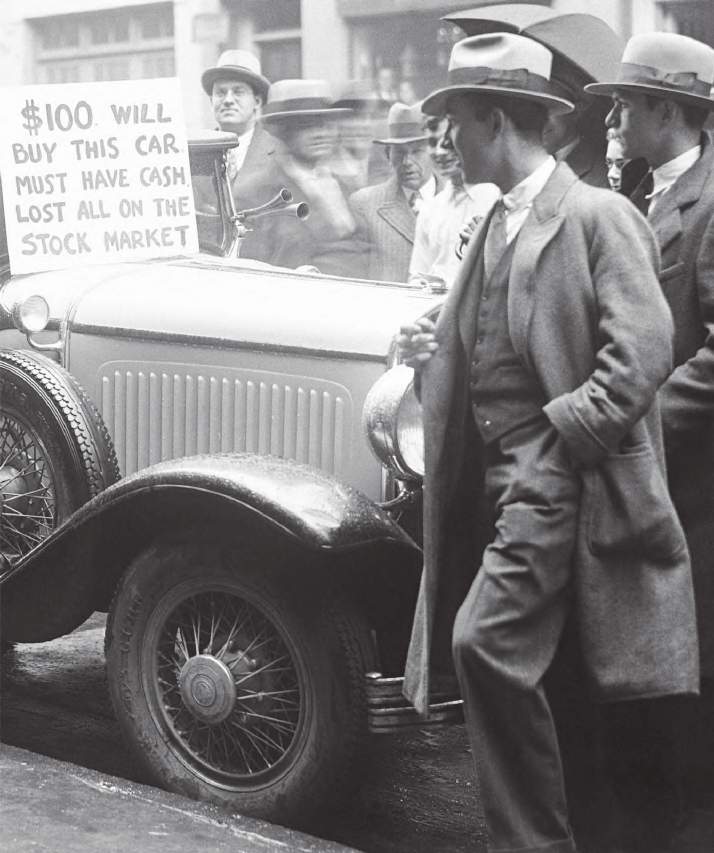 $100. WILL
BUY THIS CAR.
MUST HAVE CASH.
LOST ALL ON THE
STOCK MARKET